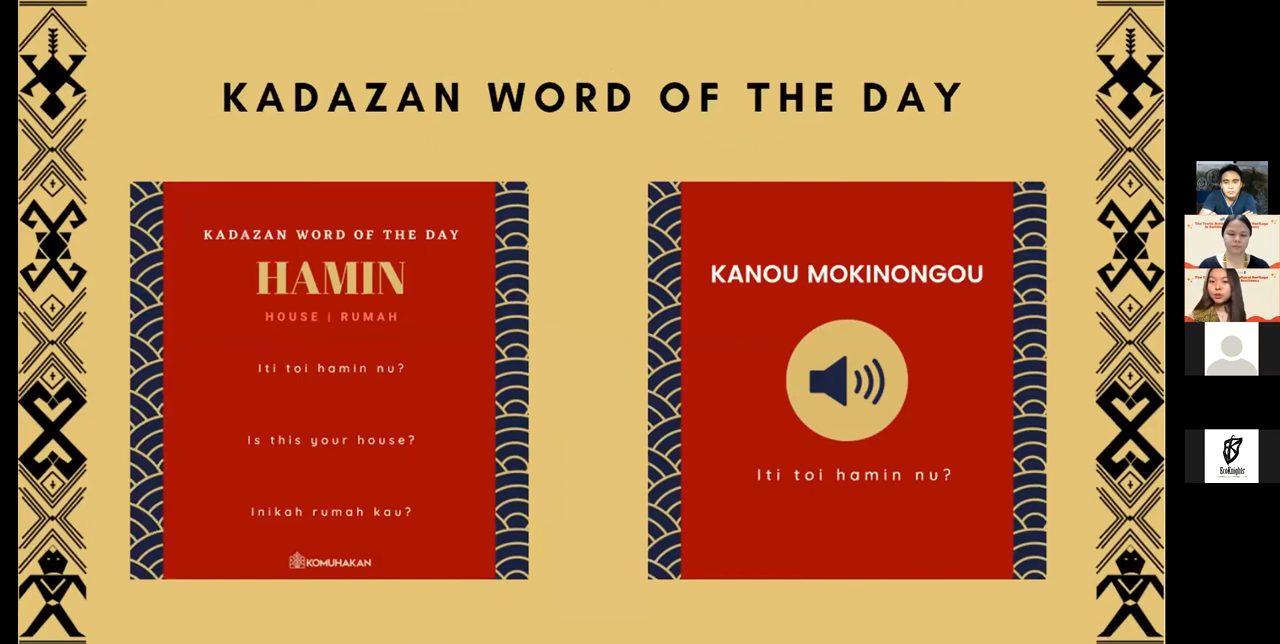 KADAZAN WORD OF THE DAY
KADAZAN WORD OF THE DAY
HAMIN
HOUSE | RUMAH
Iti toi hamin nu?
Is this your house?
Inikah rumah kau?
KOMUHAKAN
KANOU MOKINONGOU
Iti toi hamin nu?
EcoKnights